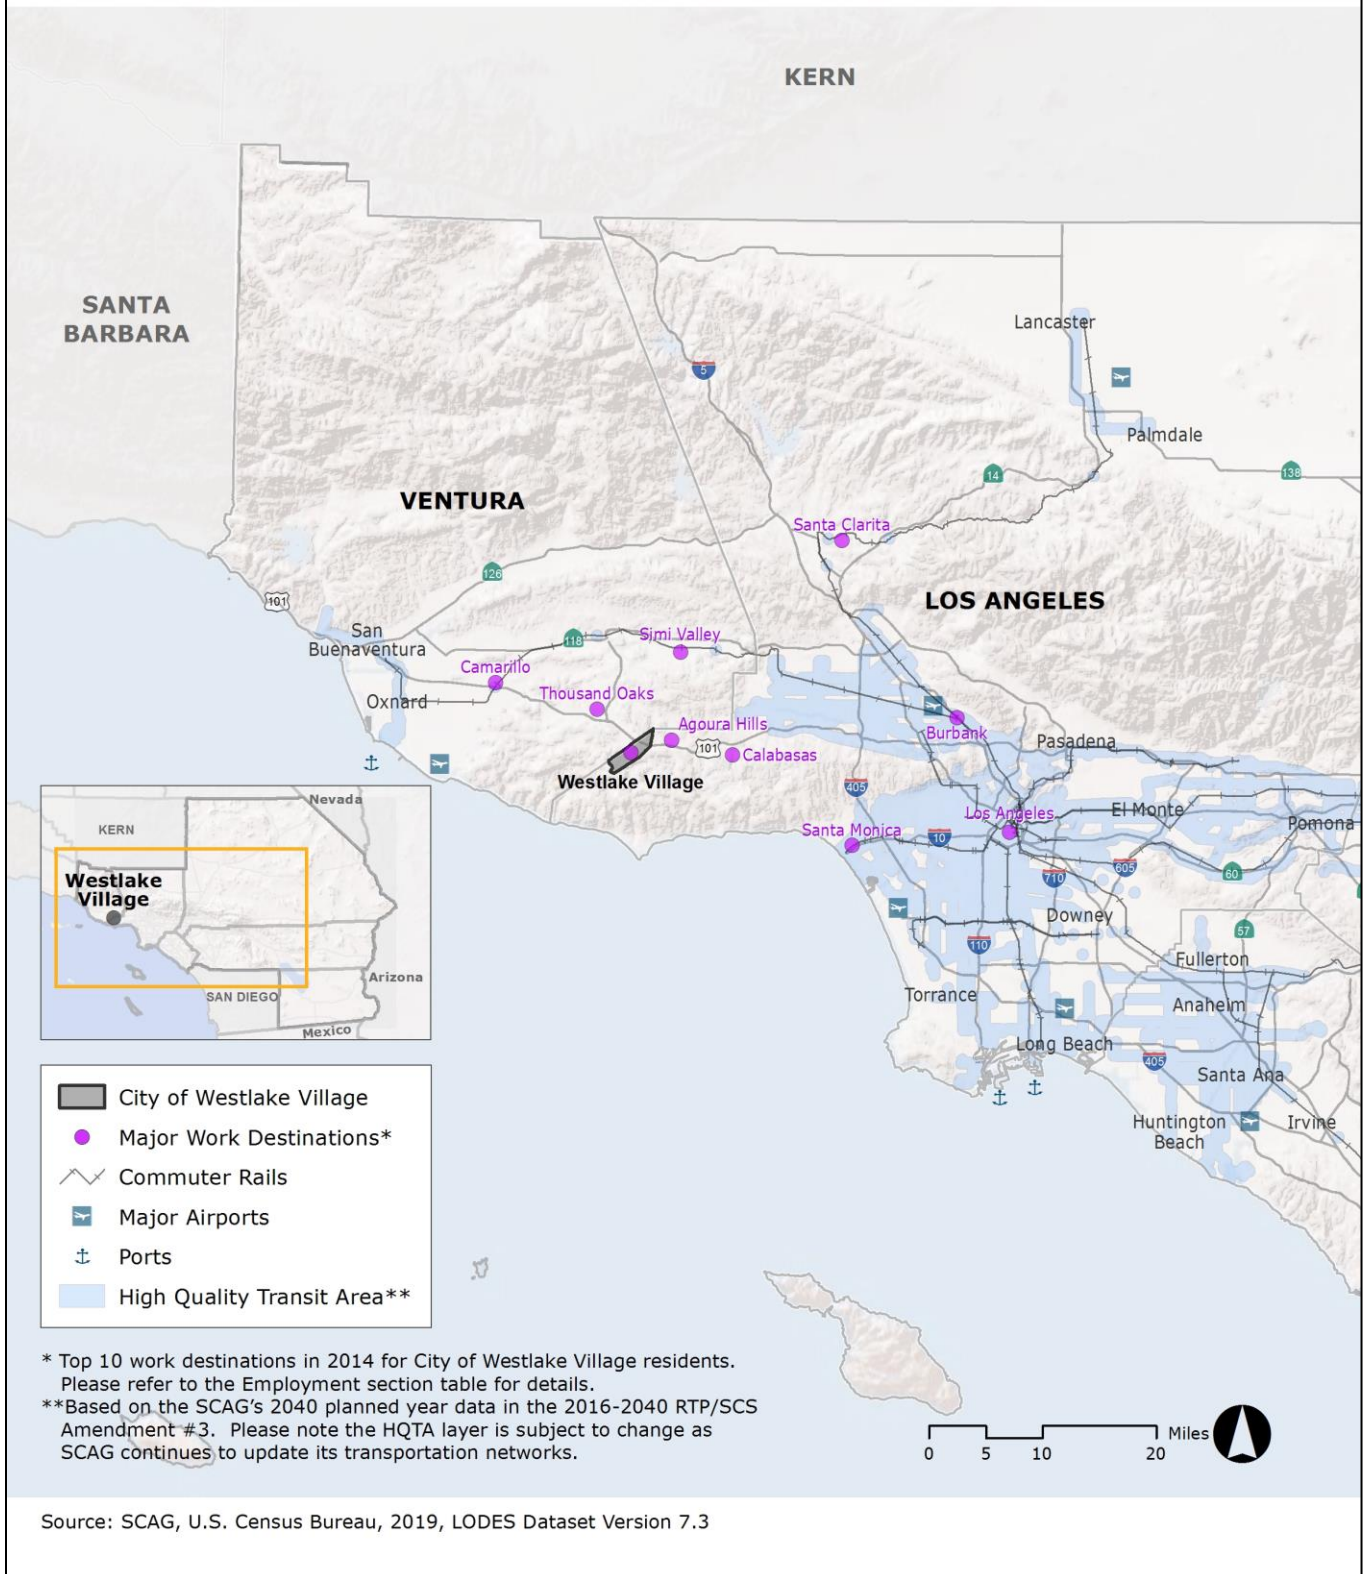 KERN
SANTA
BARBARA
Lancaster
5
Palmdale
14
138
VENTURA
Santa Clarita
126
101
LOS ANGELES
San
Buenaventura
118
Simi Valley
Camarillo
Thousand Oaks
Oxnard
Agoura Hills
101
Calabasas
Burbank
Pasadena
Westlake Village
405
Los Angeles
El Monte
Santa Monica
10
Pomona
605
60
710
Downey
57
110
Fullerton
Torrance
Anaheim
Long Beach
405
Santa Ana
Huntington
Beach
Irvine
Nevada
KERN
Westlake
Village
Arizona
SAN DIEGO
Mexico
City of Westlake Village
Major Work Destinations*
Commuter Rails
Major Airports
Ports
High Quality Transit Area**
* Top 10 work destinations in 2014 for City of Westlake Village residents.
Please refer to the Employment section table for details.
**Based on the SCAG's 2040 planned year data in the 2016-2040 RTP/SCS
Amendment #3. Please note the HQTA layer is subject to change as
SCAG continues to update its transportation networks.
Miles
0 5 10 20
Source: SCAG, U.S. Census Bureau, 2019, LODES Dataset Version 7.3